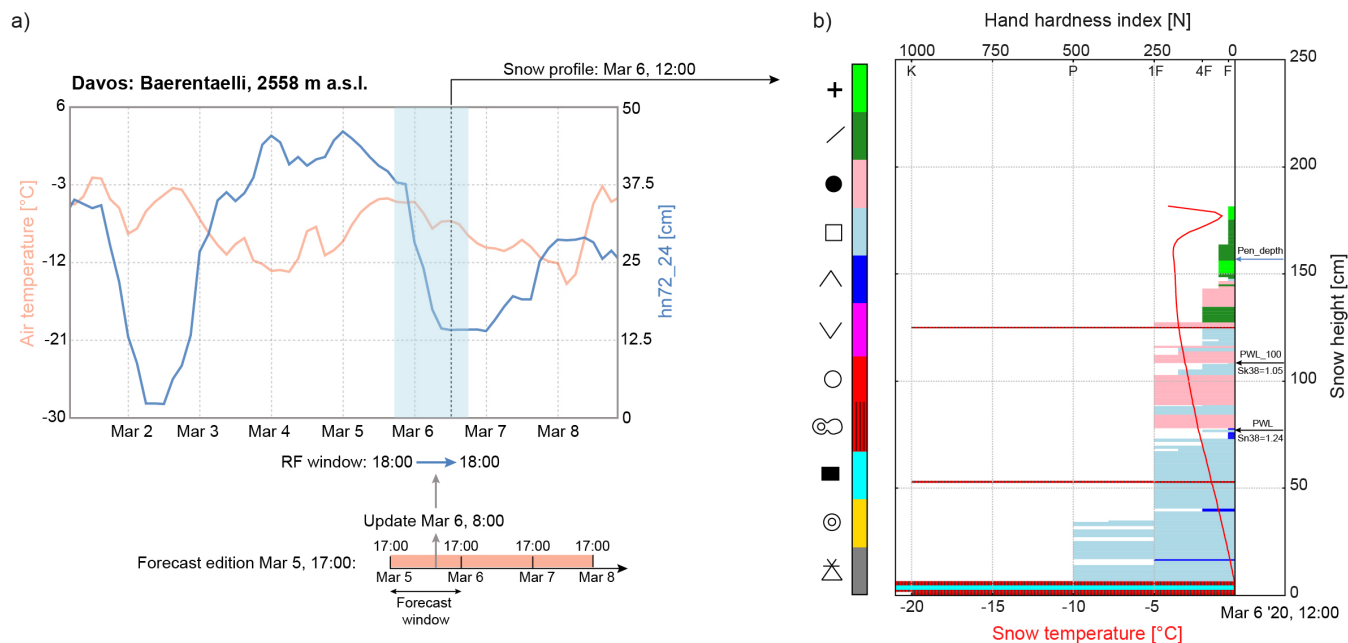 a)
Davos: Baerentaelli, 2558 m a.s.l.
Snow profile: Mar 6, 12:00
6
-3
-12
-21
-30
Air temperature [°C]
50
37.5
25
12.5
0
hn72_24 [cm]
Mar 2 Mar 3 Mar 4 Mar 5 Mar 6 Mar 7 Mar 8
RF window: 18:00 18:00
Update Mar 6, 8:00
17:00 17:00 17:00 17:00
Forecast edition Mar 5, 17:00:
Mar 5 Mar 6 Mar 7 Mar 8
Forecast
window
b)
Hand hardness index [N]
1000 750 500 250 100 0
K P 1F 4F F
250
200
150
100
50
0
Snow height [cm]
Pen_depth
PWL_100
Sk38=1.05
PWL
Sn38=1.24
-20 -15 -10 -5 Mar 6 '20, 12:00
Snow temperature [°C]